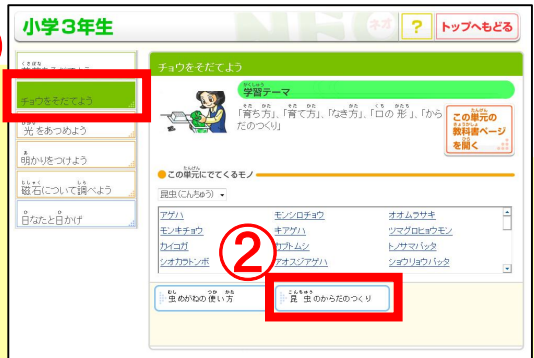 小学3年生
ネオ
?
トップへもどる
チョウをそだてよう
光をあつめよう
明かりをつけよう
磁石について調べよう
日なたと日かげ
チョウをそだてよう
学習テーマ
「育ち方」、「育て方」、「なき方」、「口の形」、「から
だのつくり」
この単元の
教科書ページ
を開く
この単元にでてくるモノ
昆虫(こんちゅう)
アゲハ モンシロチョウ オオムラサキ
モンキチョウ キアゲハ ツマグロヒョウモン
カイコガ カブトムシ トノサマバッタ
シオカラトンボ アオスジアゲハ ショウリョウバッタ
②
虫めがねの使い方
昆虫のからだのつくり